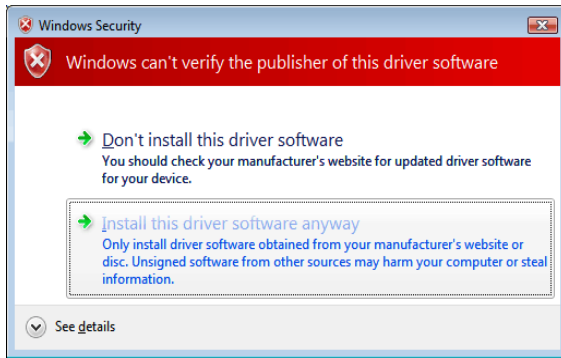 Windows Security
Windows can't verify the publisher of this driver software
Don't install this driver software
You should check your manufacturer's website for updated driver software
for your device.
Install this driver software anyway
Only install driver software obtained from your manufacturer's website or
disc. Unsigned software from other sources may harm your computer or steal
information.
See details